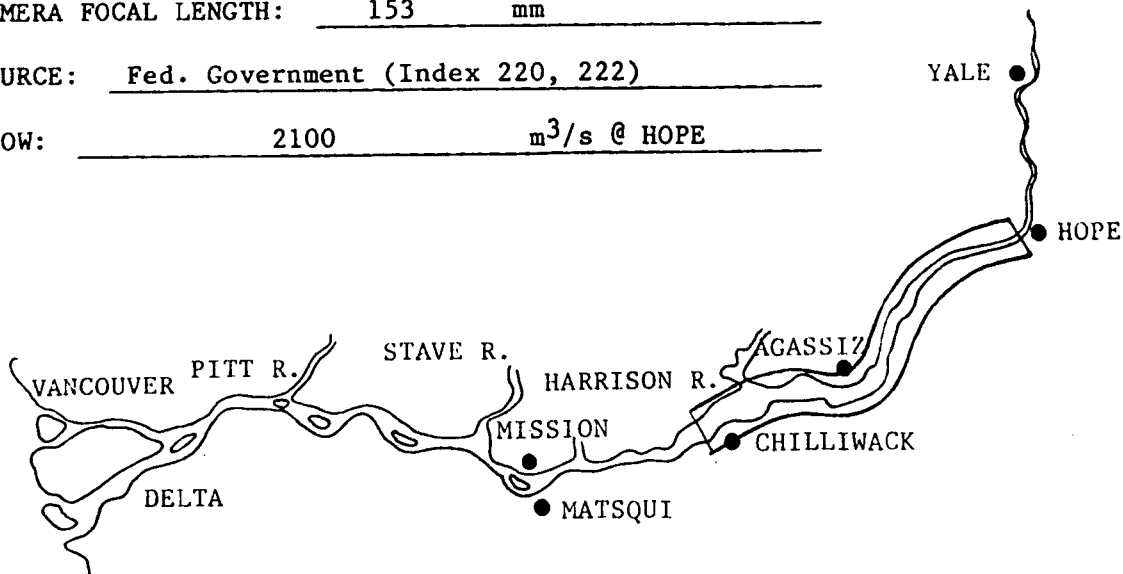 MERA FOCAL LENGTH: 153 mm
URCE: Fed. Government (Index 220, 222)
YALE
OW: 2100 m³/s @ HOPE
HOPE
STAVE R.
AGASSIZ
PITT R.
VANCOUVER
HARRISON R.
MISSION
CHILLIWACK
DELTA
MATSQUI